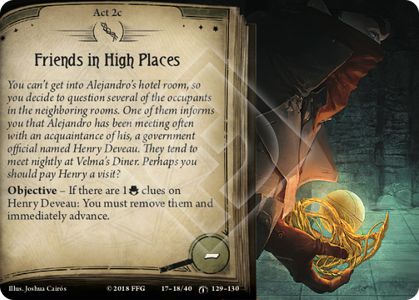 Act 2c
Friends in High Places
You can't get into Alejandro's hotel room, so
you decide to question several of the occupants
in the neighboring rooms. One of them informs
you that Alejandro has been meeting often
with an acquaintance of his, a government
official named Henry Deveau. They tend to
meet nightly at Velma's Diner. Perhaps you
should pay Henry a visit?
Objective – If there are 1 clues on
Henry Deveau: You must remove them and
immediately advance.
–
Illus. Joshua Cairós
© 2018 FFG
17-18/40
129-130